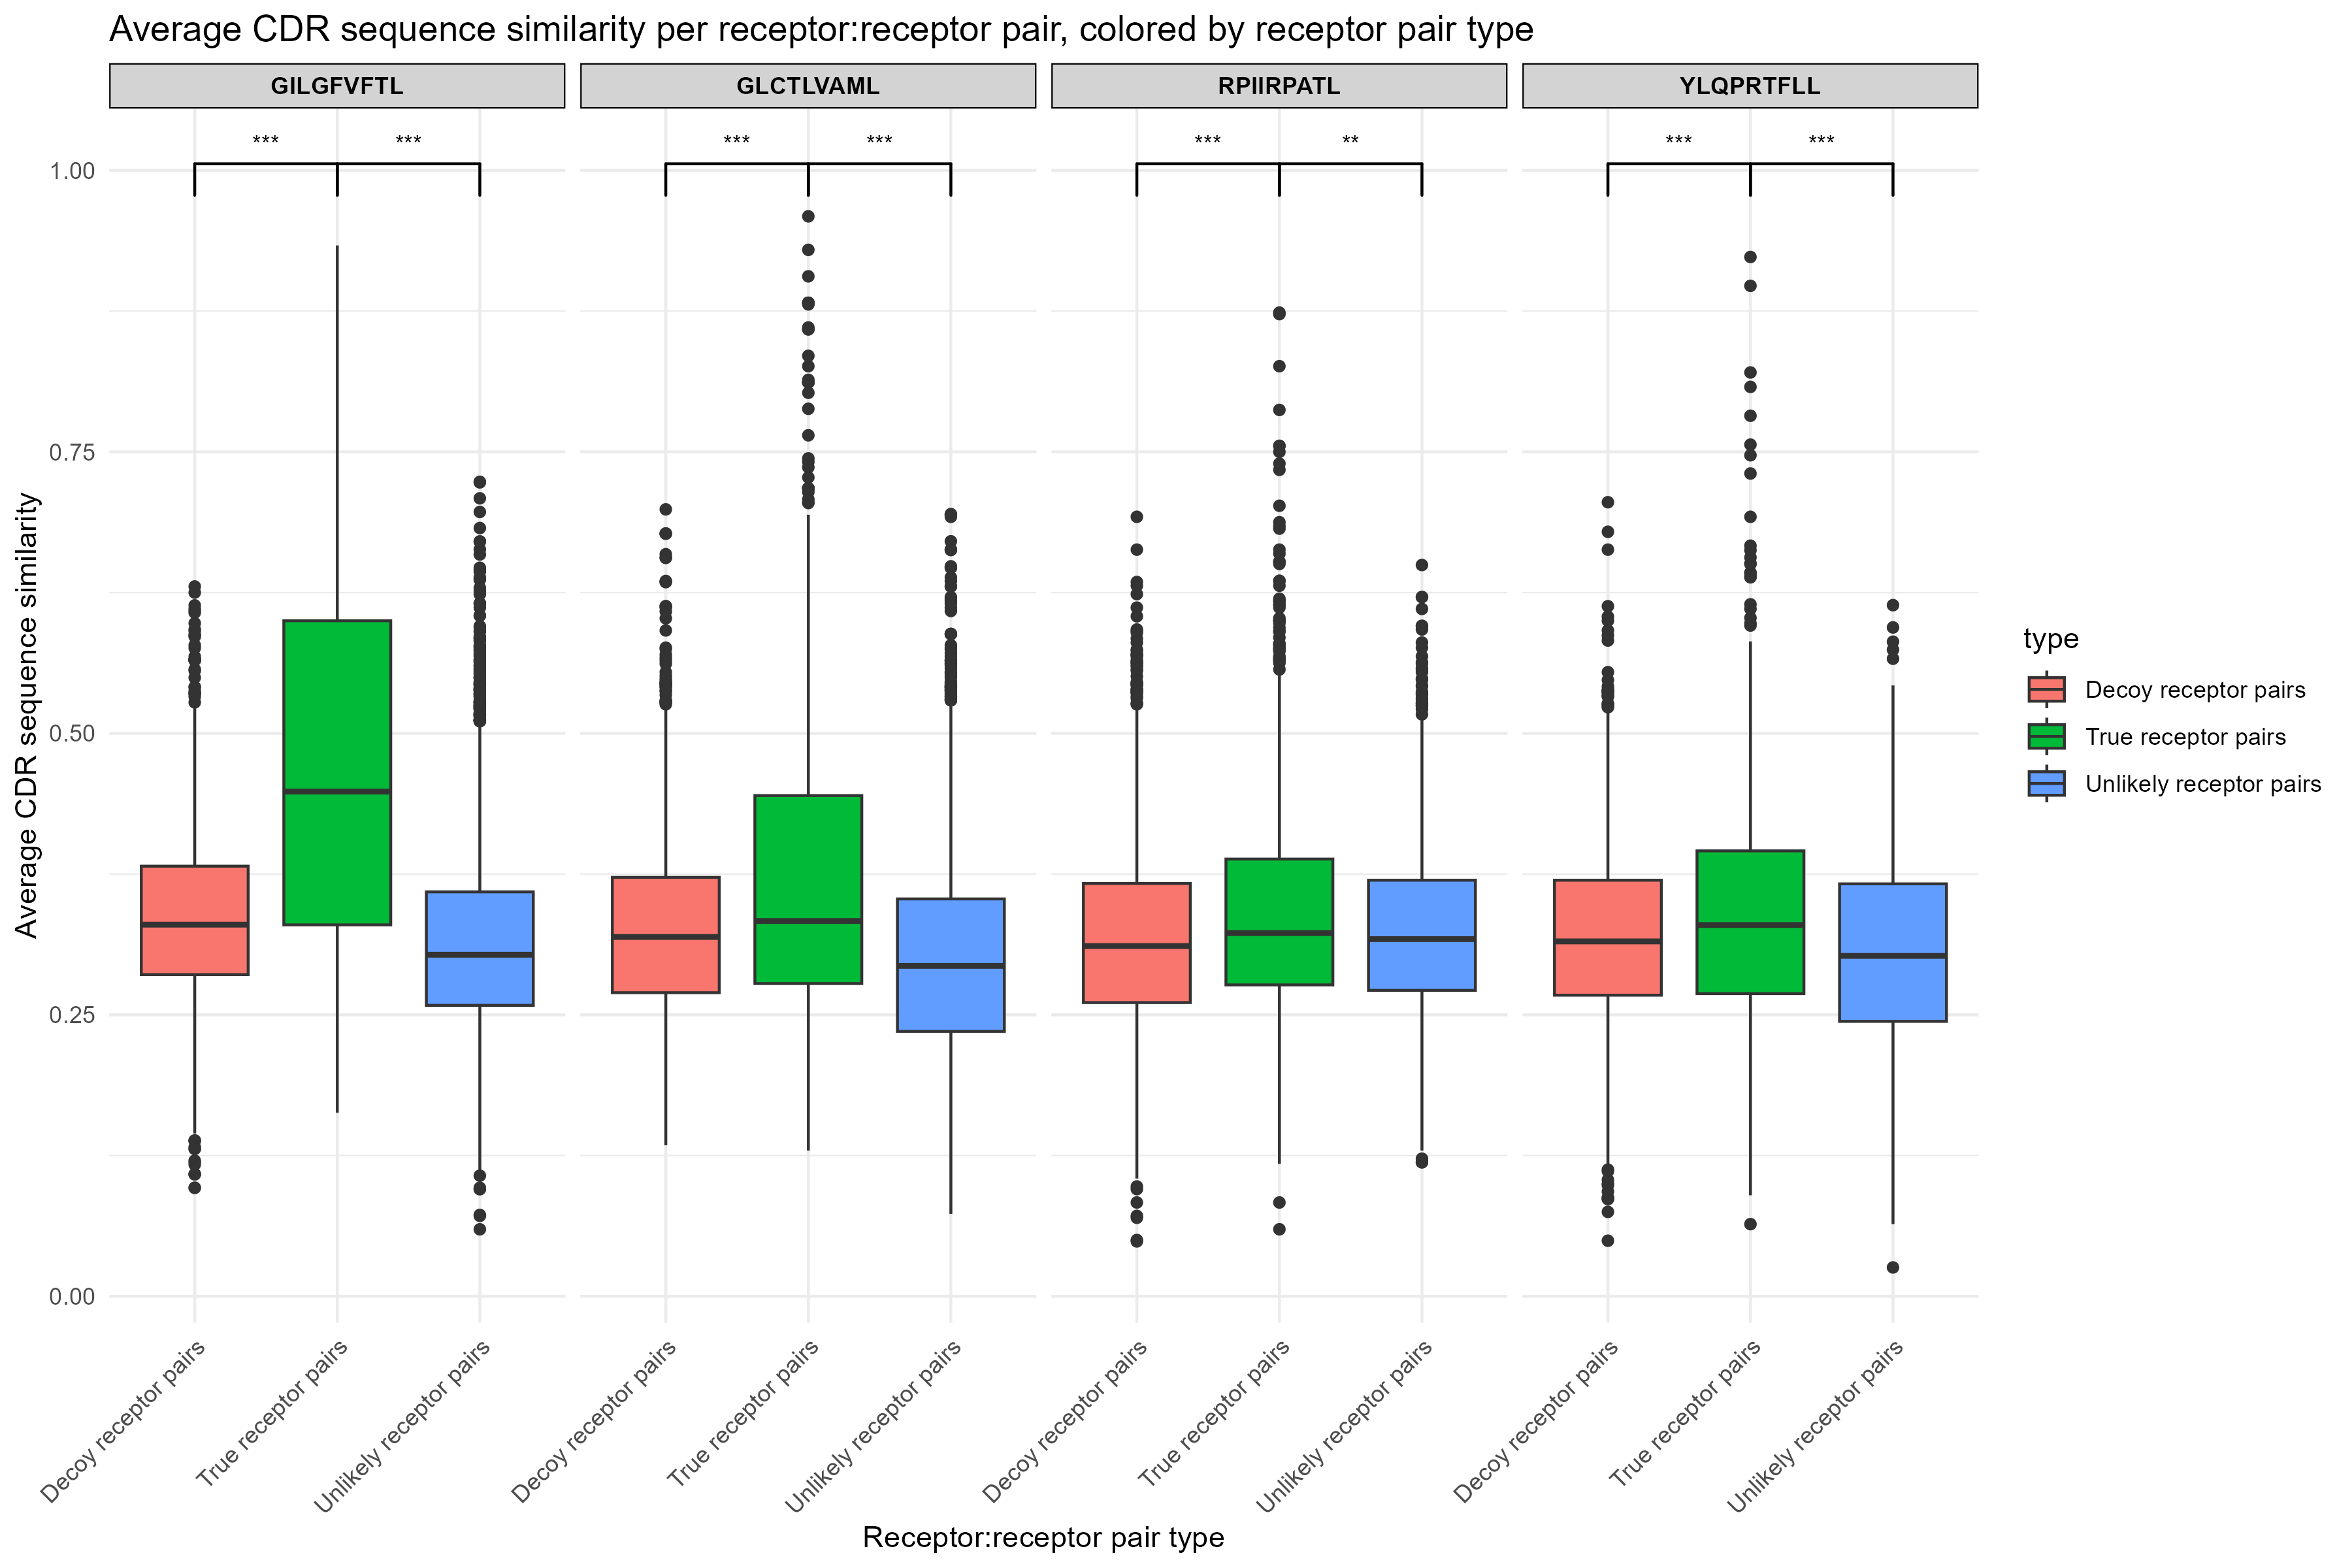 Average CDR sequence similarity per receptor:receptor pair, colored by receptor pair type
GILGFVFTL
GLCTLVAML
RPIIRPATL
YLQPRTFLL
*** ***
*** ***
*** **
*** ***
1.00
0.75
0.50
0.25
0.00
Average CDR sequence similarity
Decoy receptor pairs
True receptor pairs
Unlikely receptor pairs
Decoy receptor pairs
True receptor pairs
Unlikely receptor pairs
Decoy receptor pairs
True receptor pairs
Unlikely receptor pairs
Decoy receptor pairs
True receptor pairs
Unlikely receptor pairs
Receptor:receptor pair type
type
Decoy receptor pairs
True receptor pairs
Unlikely receptor pairs